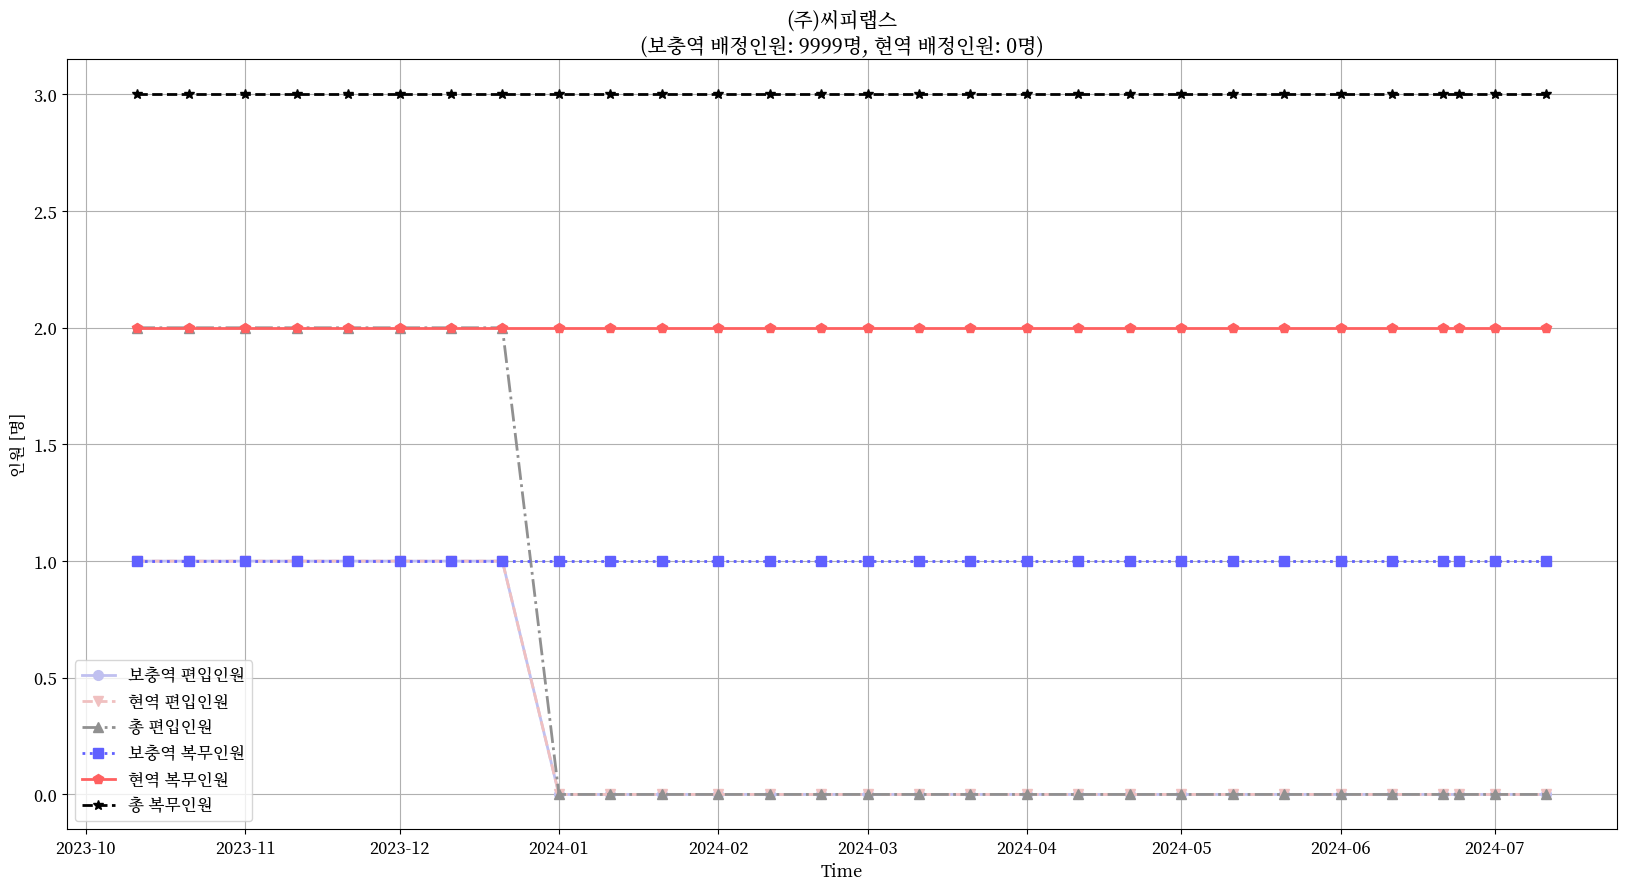 (주)씨피랩스
(보충역 배정인원: 9999명, 현역 배정인원: 0명)
3.0
2.5
2.0
1.5
1.0
0.5
0.0
인원 [명]
보충역 편입인원
현역 편입인원
총 편입인원
보충역 복무인원
현역 복무인원
총 복무인원
2023-10
2023-11
2023-12
2024-01
2024-02
2024-03
2024-04
2024-05
2024-06
2024-07
Time